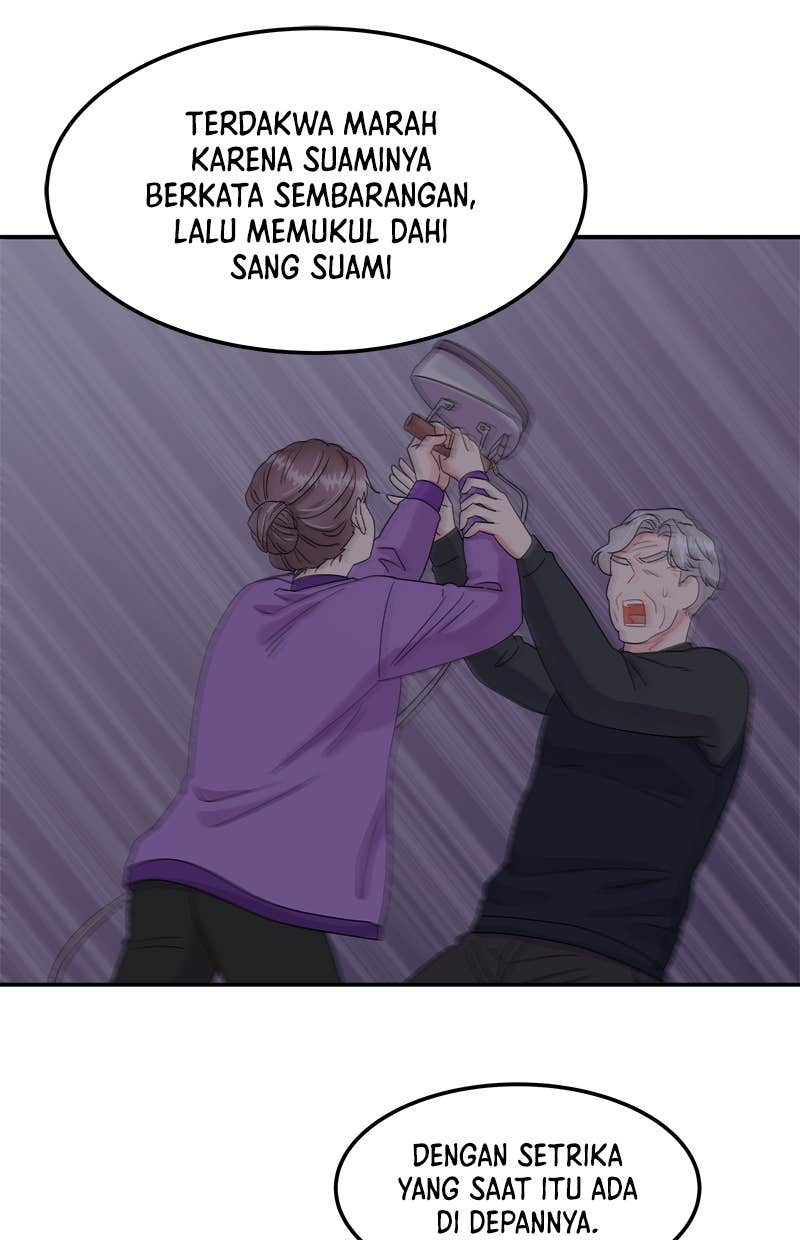 TERDAKWA MARAH
KARENA SUAMINYA
BERKATA SEMBARANGAN,
LALU MEMUKUL DAHI
SANG SUAMI
DENGAN SETRIKA
YANG SAAT ITU ADA
DI DEPANNYA.